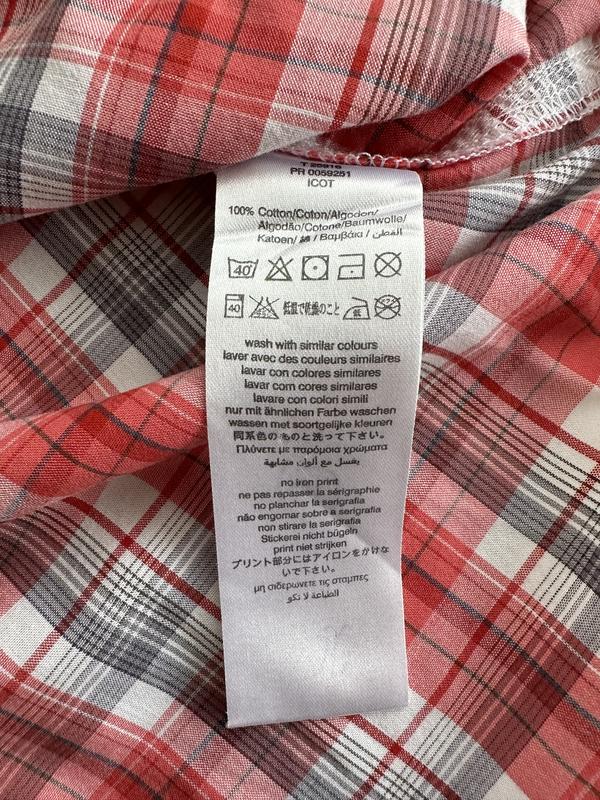 PR 0059251
ICOT
100% Cotton/Coton/Algodon/
Algodão/Cotone/Baumwolle/
Katoen/ 綿 / Βαμβάκι / القطن
40°
40 低温で乾燥のこと 低
wash with similar colours
laver avec des couleurs similaires
lavar con colores similares
lavar com cores similares
lavare con colori simili
nur mit ähnlichen Farbe waschen
wassen met soortgelijke kleuren
同系色のものと洗って下さい。
Πλύνετε με παρόμοια χρώματα
يغسل مع ألوان مشابهة
no iron print
ne pas repasser la sérigraphie
no planchar la serigrafia
não engomar sobre a serigrafia
non stirare la serigrafia
Stickerei nicht bügeln
print niet strijken
プリント部分にはアイロンをかけな
いで下さい。
μη σιδερωνετε τις σταμπες
الطباعة لا تكو